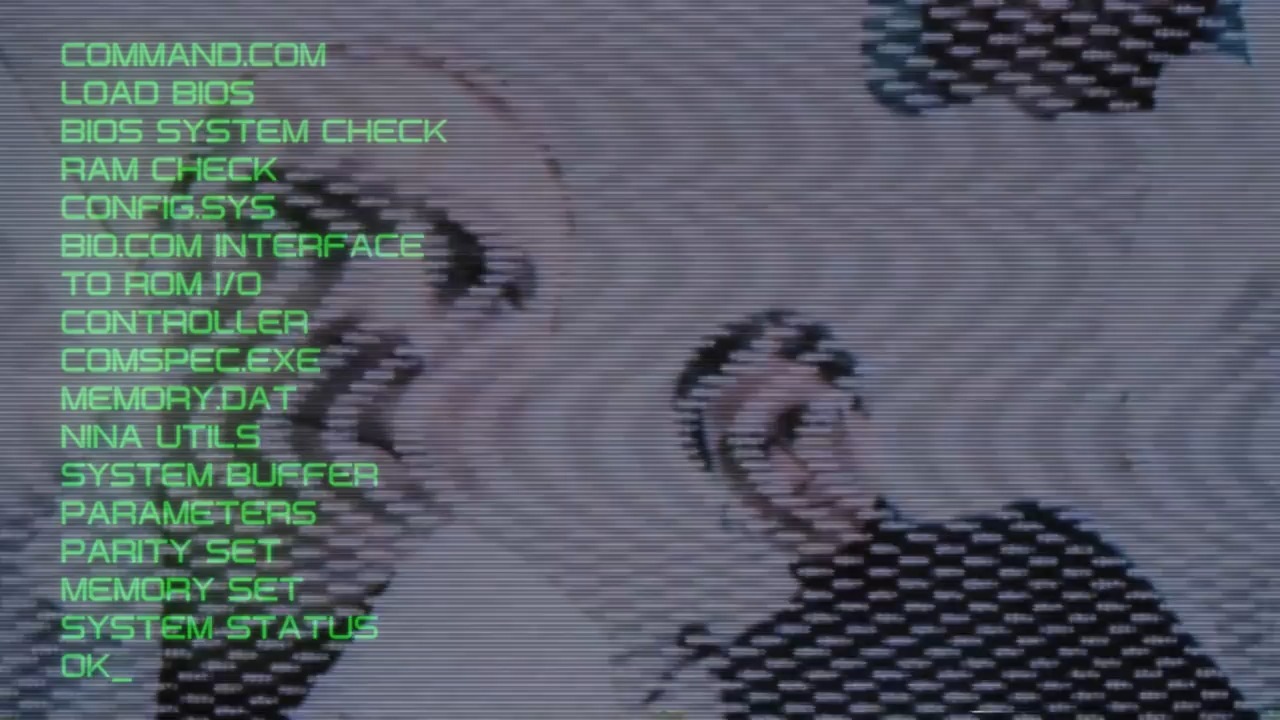 COMMAND.COM
LOAD BIOS
BIOS SYSTEM CHECK
RAM CHECK
CONFIG.SYS
BIO.COM INTERFACE
TO ROM I/O
CONTROLLER
COMSPEC.EXE
MEMORY.DAT
NINA UTILS
SYSTEM BUFFER
PARAMETERS
PARITY SET
MEMORY SET
SYSTEM STATUS
OK_